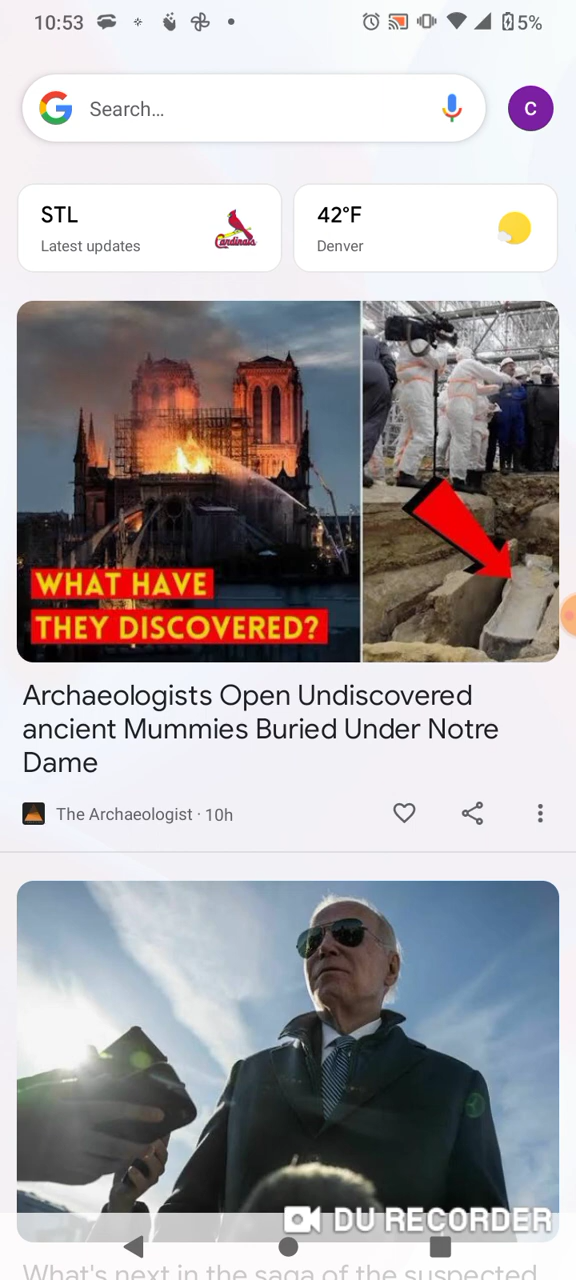 10:53
5%
Search...
C
STL
Latest updates
Cardinals
42°F
Denver
WHAT HAVE
THEY DISCOVERED?
Archaeologists Open Undiscovered
ancient Mummies Buried Under Notre
Dame
The Archaeologist · 10h
DU RECORDER
What's next in the saga of the suspected